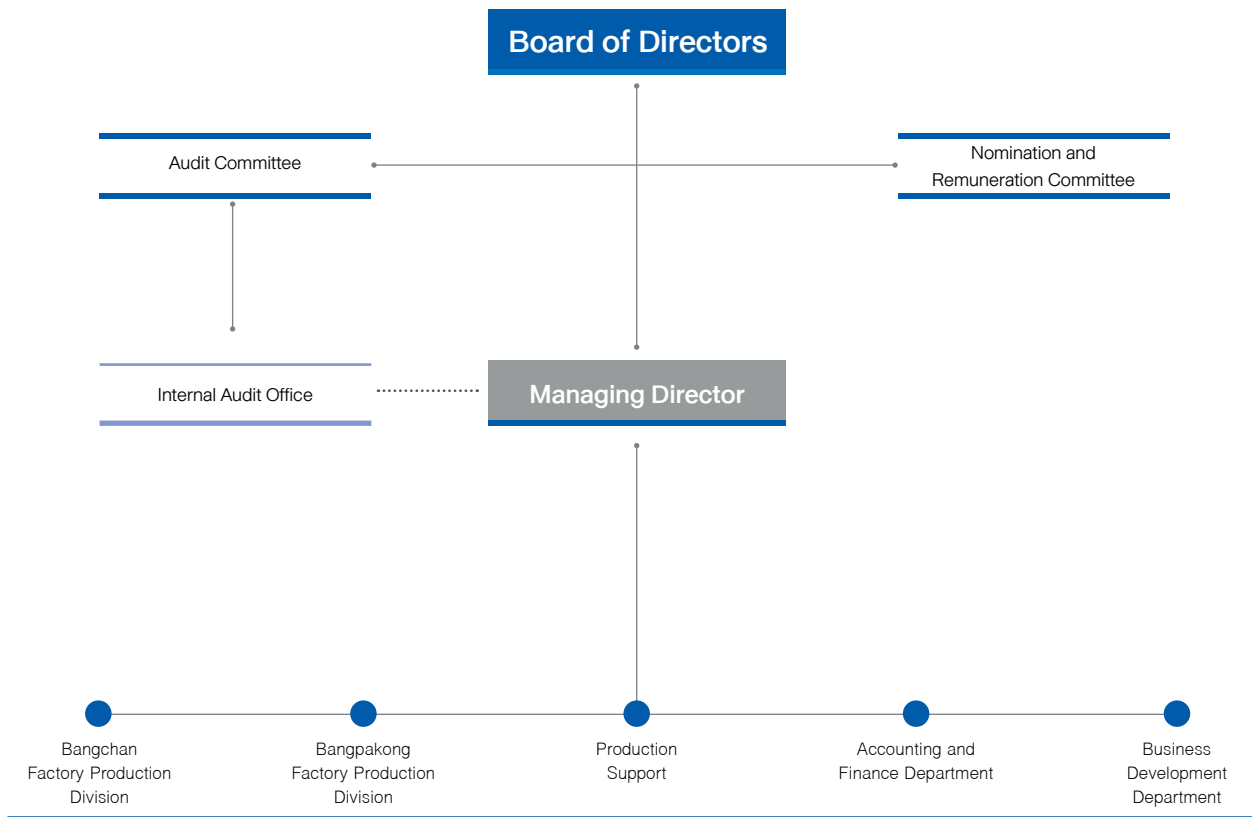 Board of Directors
Audit Committee
Nomination and
Remuneration Committee
Internal Audit Office
Managing Director
Bangchan
Factory Production
Division
Bangpakong
Factory Production
Division
Production
Support
Accounting and
Finance Department
Business
Development
Department